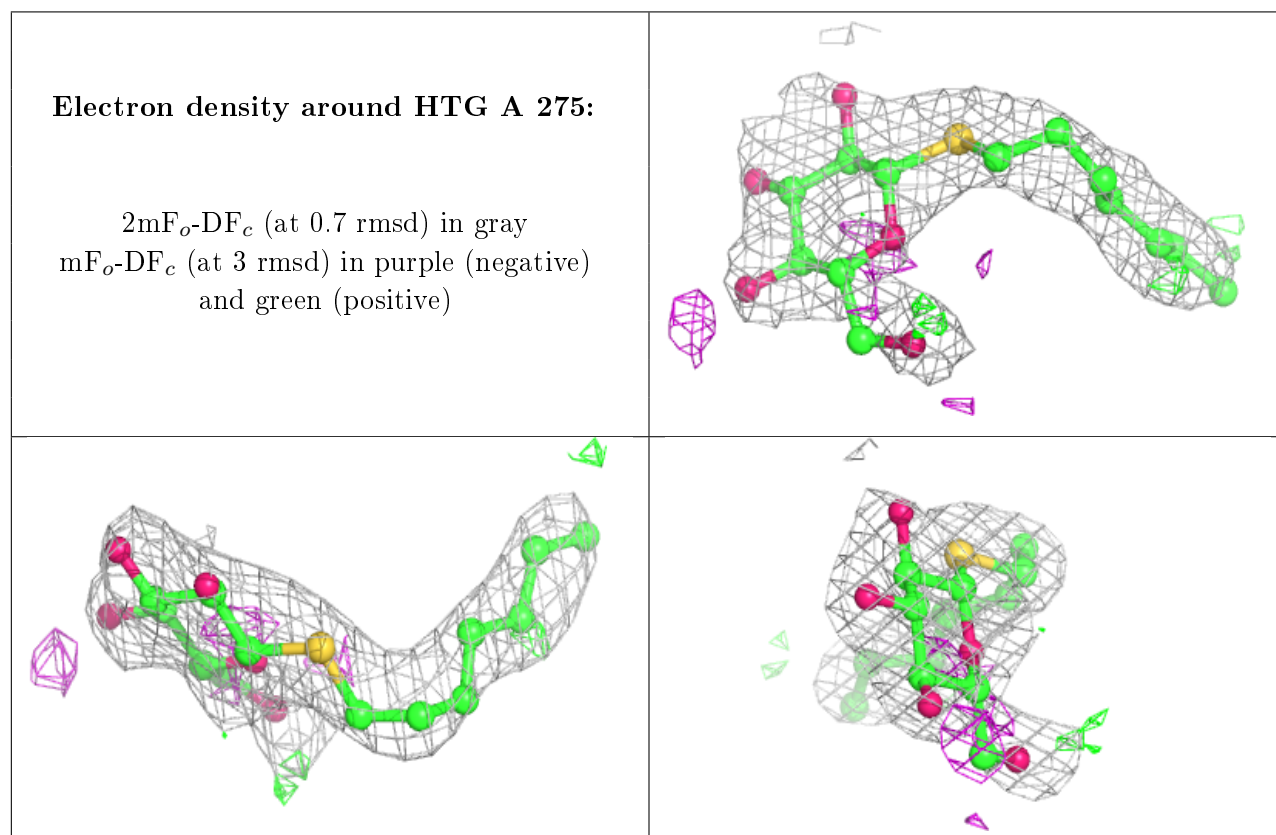 Electron density around HTG A 275:
2mFo-DFc (at 0.7 rmsd) in gray
mFo-DFc (at 3 rmsd) in purple (negative)
and green (positive)